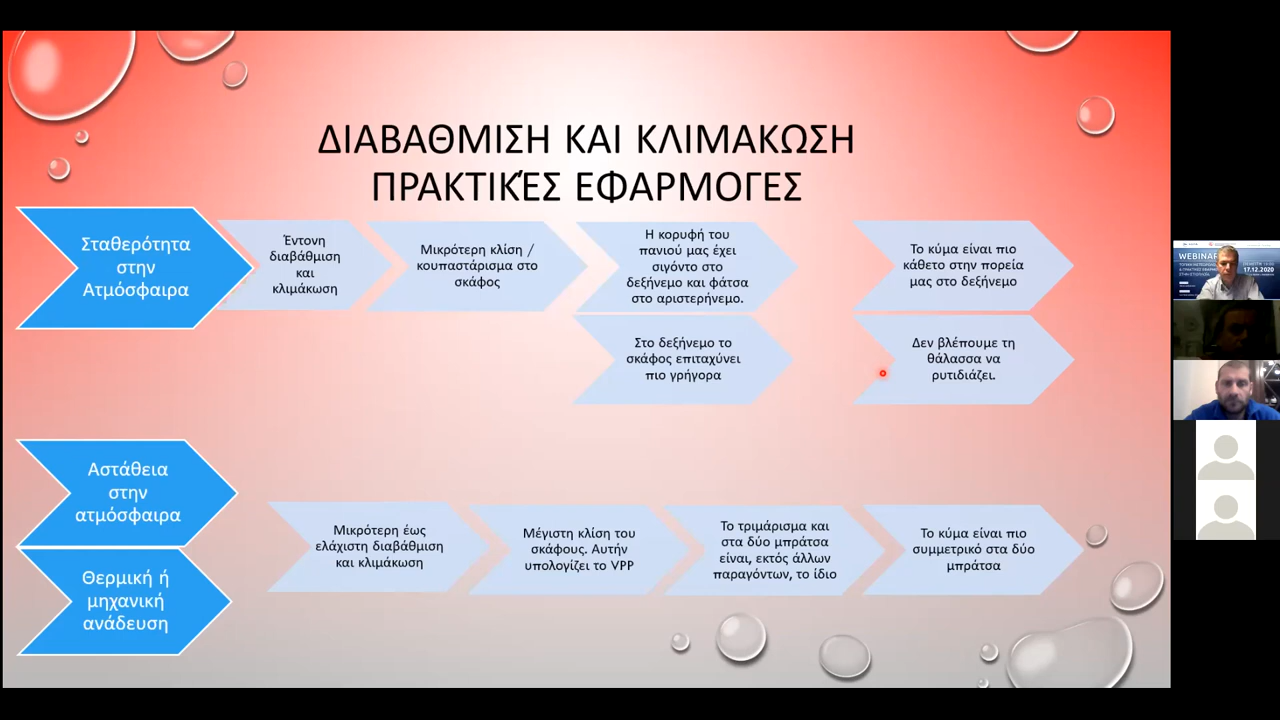 ΔΙΑΒΑΘΜΙΣΗ ΚΑΙ ΚΛΙΜΑΚΩΣΗ
ΠΡΑΚΤΙΚΈΣ ΕΦΑΡΜΟΓΕΣ
Σταθερότητα
στην
Ατμόσφαιρα
Έντονη
διαβάθμιση
και
κλιμάκωση
Μικρότερη κλίση /
κουπαστάρισμα στο
σκάφος
Η κορυφή του
πανιού μας έχει
σιγόντο στο
δεξήνεμο και φάτσα
στο αριστερήνεμο.
Το κύμα είναι πιο
κάθετο στην πορεία
μας στο δεξήνεμο
Στο δεξήνεμο το
σκάφος επιταχύνει
πιο γρήγορα
Δεν βλέπουμε τη
θάλασσα να
ρυτιδιάζει.
Αστάθεια
στην
ατμόσφαιρα
Θερμική ή
μηχανική
ανάδευση
Μικρότερη έως
ελάχιστη διαβάθμιση
και κλιμάκωση
Μέγιστη κλίση του
σκάφους. Αυτήν
υπολογίζει το VPP
Το τριμάρισμα και
στα δύο μπράτσα
είναι, εκτός άλλων
παραγόντων, το ίδιο
Το κύμα είναι πιο
συμμετρικό στα δύο
μπράτσα
WEBINAR
17.12.2020